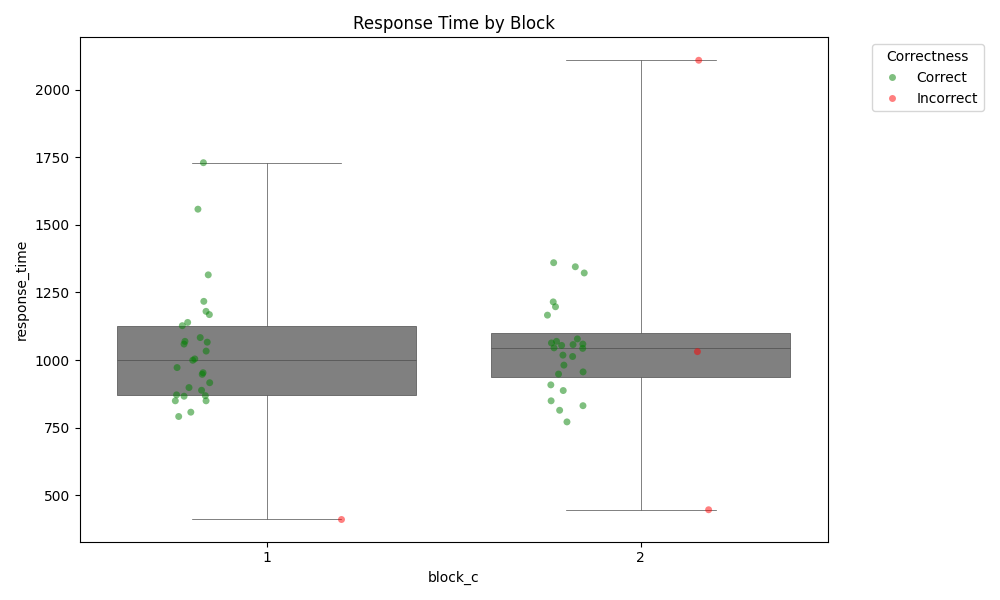 Response Time by Block
Correctness
Correct
Incorrect
response_time
2000
1750
1500
1250
1000
750
500
1
2
block_c